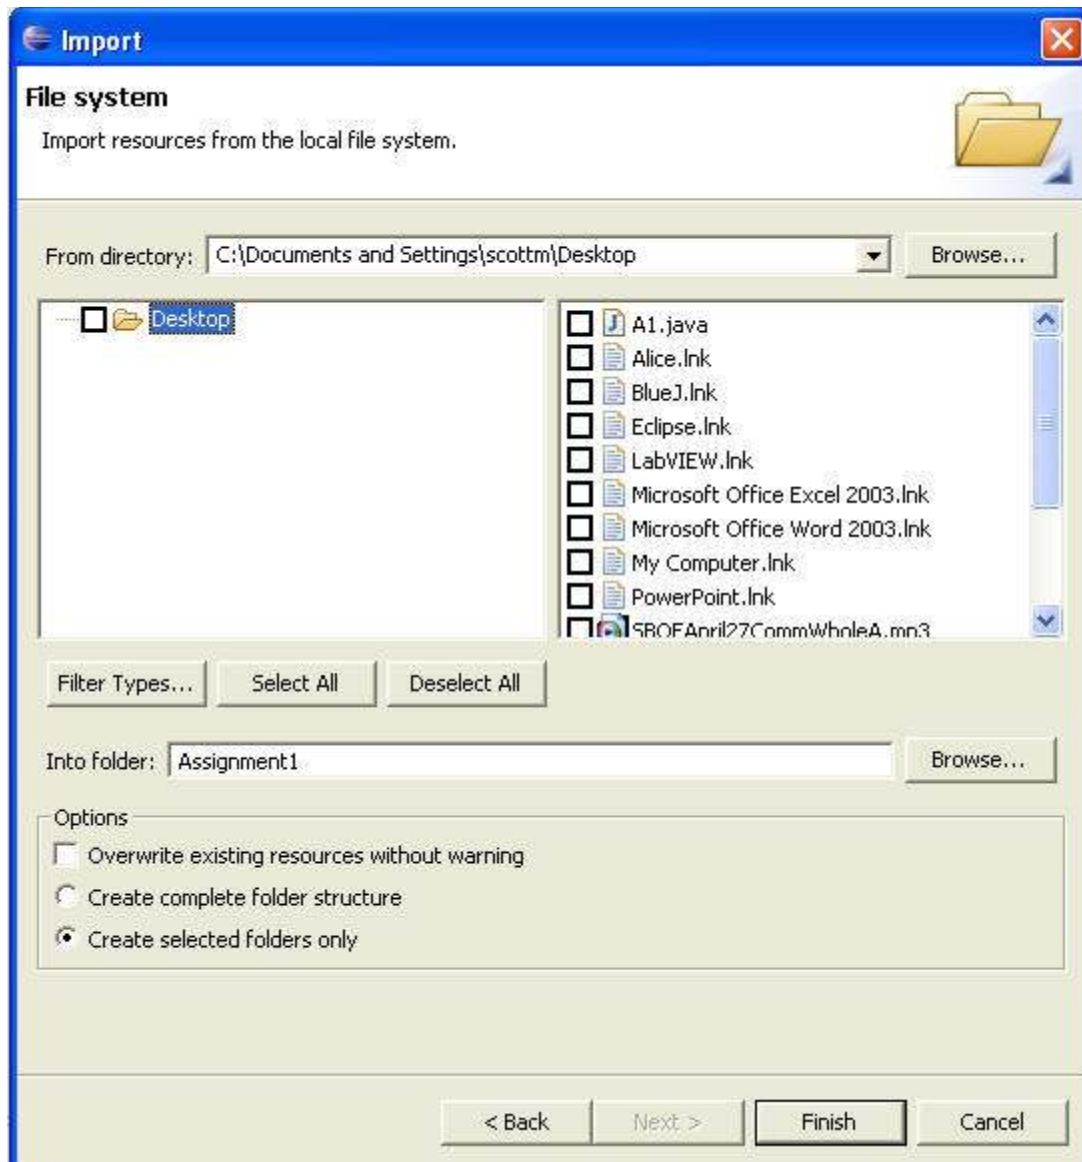 Import
File system
Import resources from the local file system.
From directory: C:\Documents and Settings\scottm\Desktop Browse...
Desktop
A1.java
Alice.lnk
BlueJ.lnk
Eclipse.lnk
LabVIEW.lnk
Microsoft Office Excel 2003.lnk
Microsoft Office Word 2003.lnk
My Computer.lnk
PowerPoint.lnk
SBOEApril27CommWholeA.mp3
Filter Types... Select All Deselect All
Into folder: Assignment1 Browse...
Options
Overwrite existing resources without warning
Create complete folder structure
Create selected folders only
< Back Next > Finish Cancel